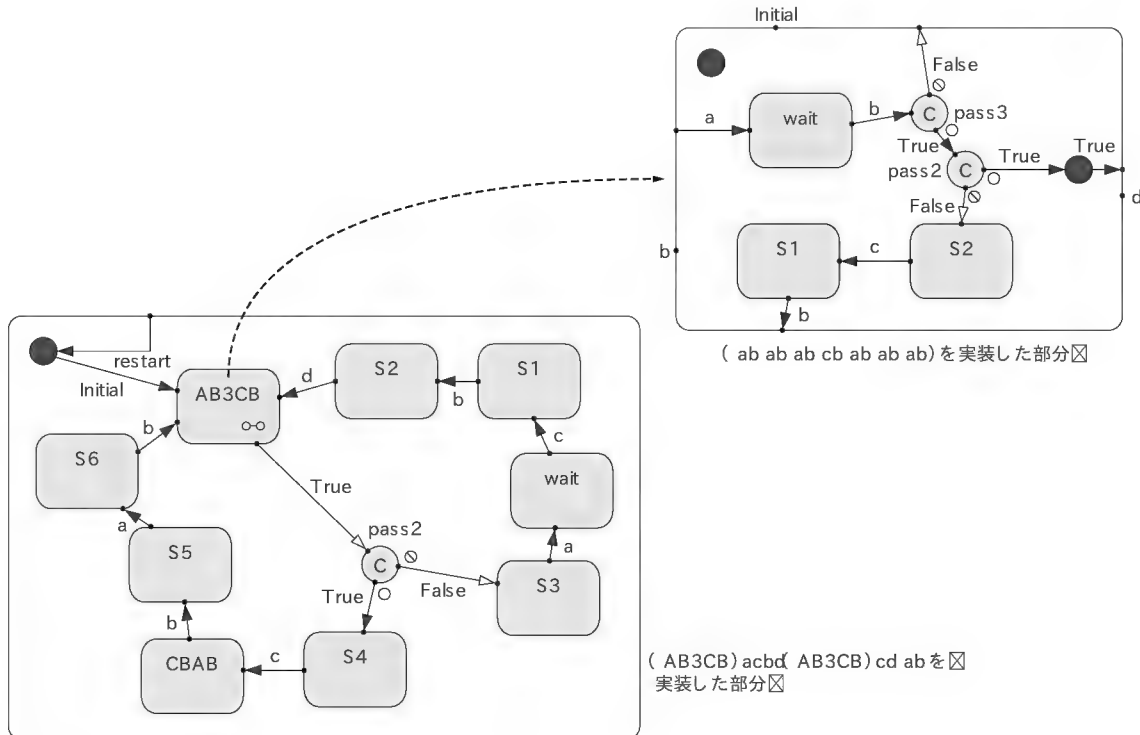 Initial
False
a
wait
b
C
pass3
True
True
True
pass2
C
d
False
b
S1
c
S2
b
( ab ab ab cb ab ab ab)を実装した部分☒
restart
Initial
AB3CB
d
S2
b
S1
c
b
S6
True
wait
a
pass2
a
S5
C
True
False
S3
b
CBAB
c
S4
( AB3CB) acbd( AB3CB) cd abを☒
実装した部分☒